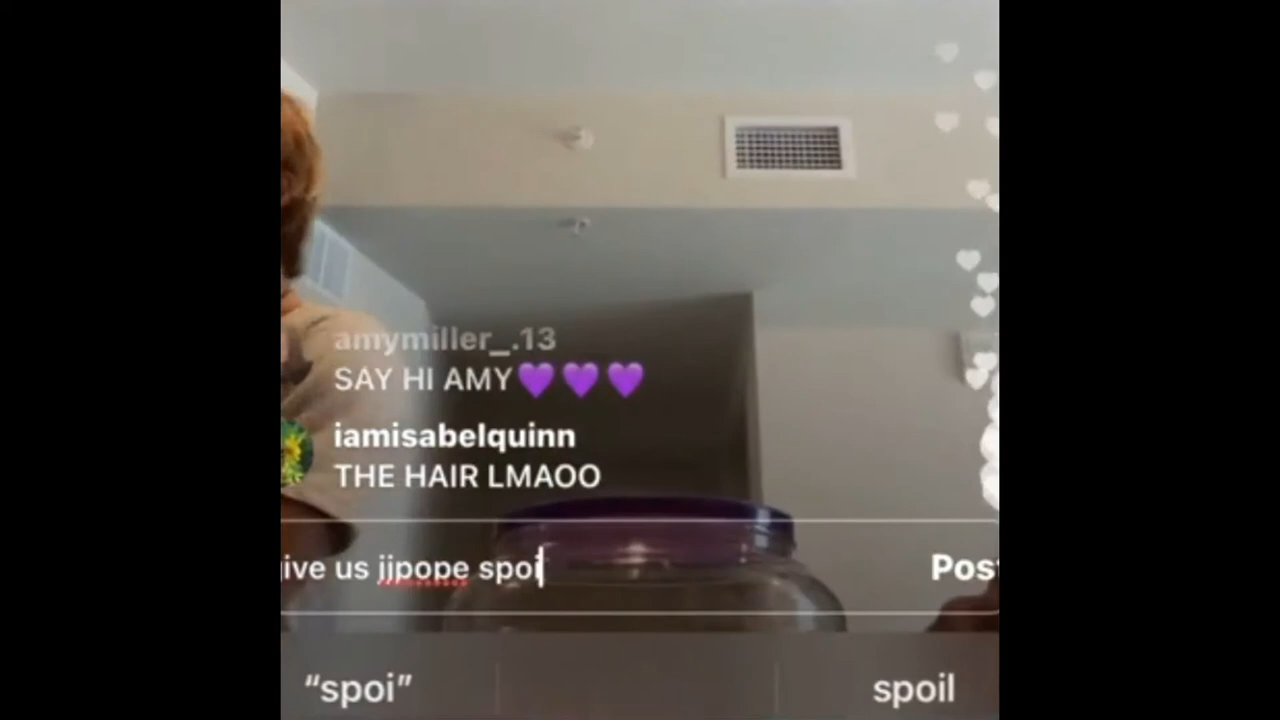 amymiller_.13
SAY HI AMY💜💜💜
iamisabelquinn
THE HAIR LMAOO
ive us jjpope spoi
Post
“spoi”
spoil